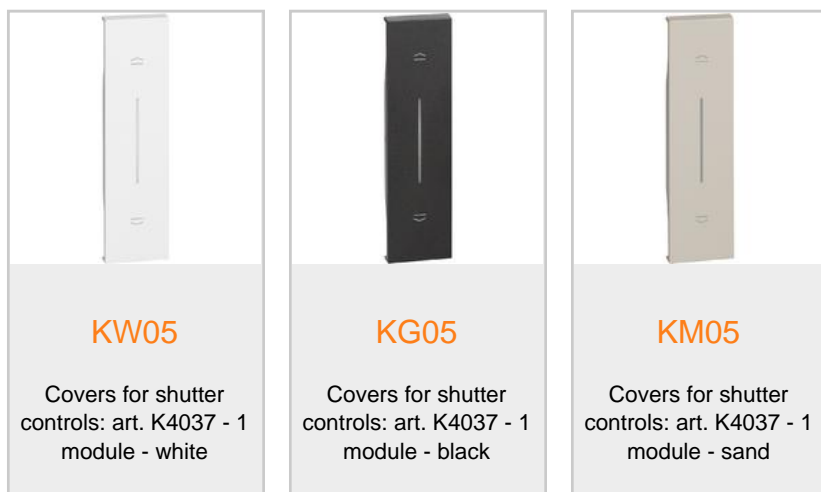 KW05
Covers for shutter
controls: art. K4037 - 1
module - white
KG05
Covers for shutter
controls: art. K4037 - 1
module - black
KM05
Covers for shutter
controls: art. K4037 - 1
module - sand